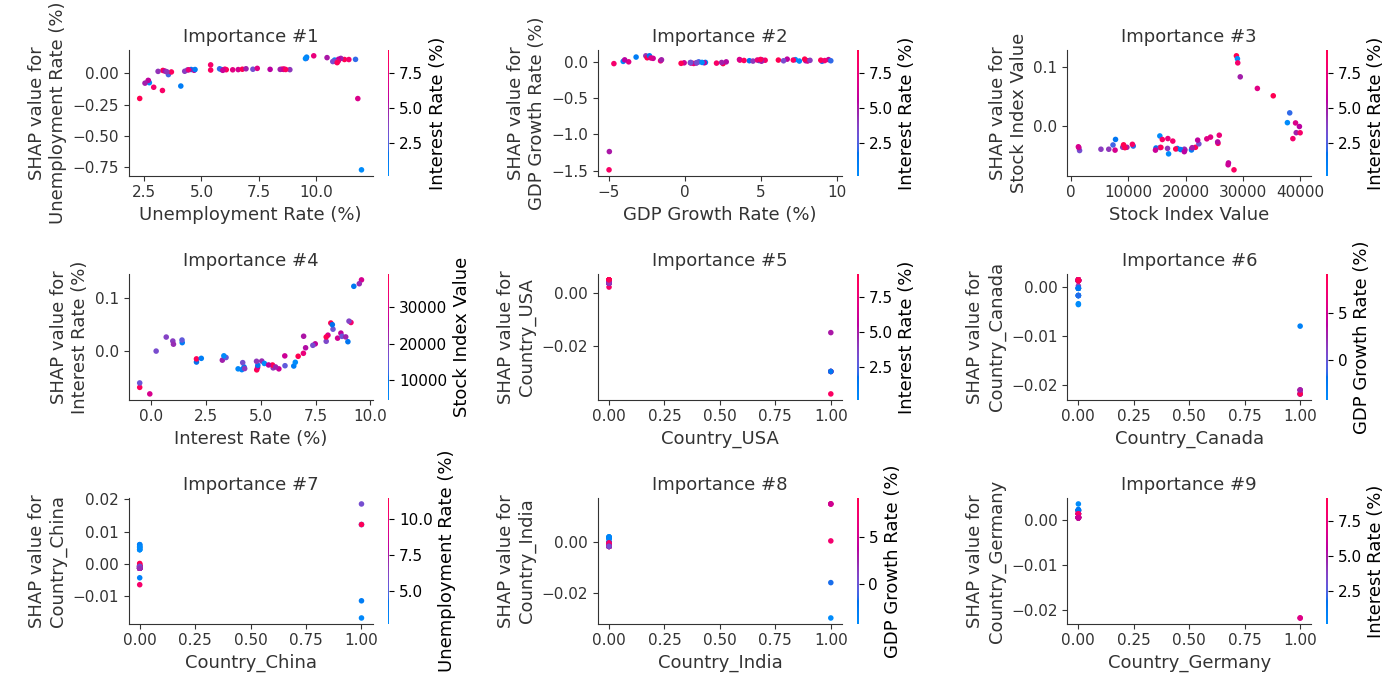 Importance #1
SHAP value for
Unemployment Rate (%)
0.00
−0.25
−0.50
−0.75
2.5
5.0
7.5
10.0
Unemployment Rate (%)
7.5
5.0
2.5
Interest Rate (%)
Importance #2
SHAP value for
GDP Growth Rate (%)
0.0
−0.5
−1.0
−1.5
−5
0
5
10
GDP Growth Rate (%)
7.5
5.0
2.5
Interest Rate (%)
Importance #3
SHAP value for
Stock Index Value
0.1
0.0
0
10000
20000
30000
40000
Stock Index Value
7.5
5.0
2.5
Interest Rate (%)
Importance #4
SHAP value for
Interest Rate (%)
0.1
0.0
0.0
2.5
5.0
7.5
10.0
Interest Rate (%)
30000
20000
10000
Stock Index Value
Importance #5
SHAP value for
Country_USA
0.00
−0.02
0.00
0.25
0.50
0.75
1.00
Country_USA
7.5
5.0
2.5
Interest Rate (%)
Importance #6
SHAP value for
Country_Canada
0.00
−0.01
−0.02
0.00
0.25
0.50
0.75
1.00
Country_Canada
5
0
GDP Growth Rate (%)
Importance #7
SHAP value for
Country_China
0.02
0.01
0.00
−0.01
0.00
0.25
0.50
0.75
1.00
Country_China
10.0
7.5
5.0
Unemployment Rate (%)
Importance #8
SHAP value for
Country_India
0.00
−0.02
0.00
0.25
0.50
0.75
1.00
Country_India
5
0
GDP Growth Rate (%)
Importance #9
SHAP value for
Country_Germany
0.00
−0.01
−0.02
0.00
0.25
0.50
0.75
1.00
Country_Germany
7.5
5.0
2.5
Interest Rate (%)